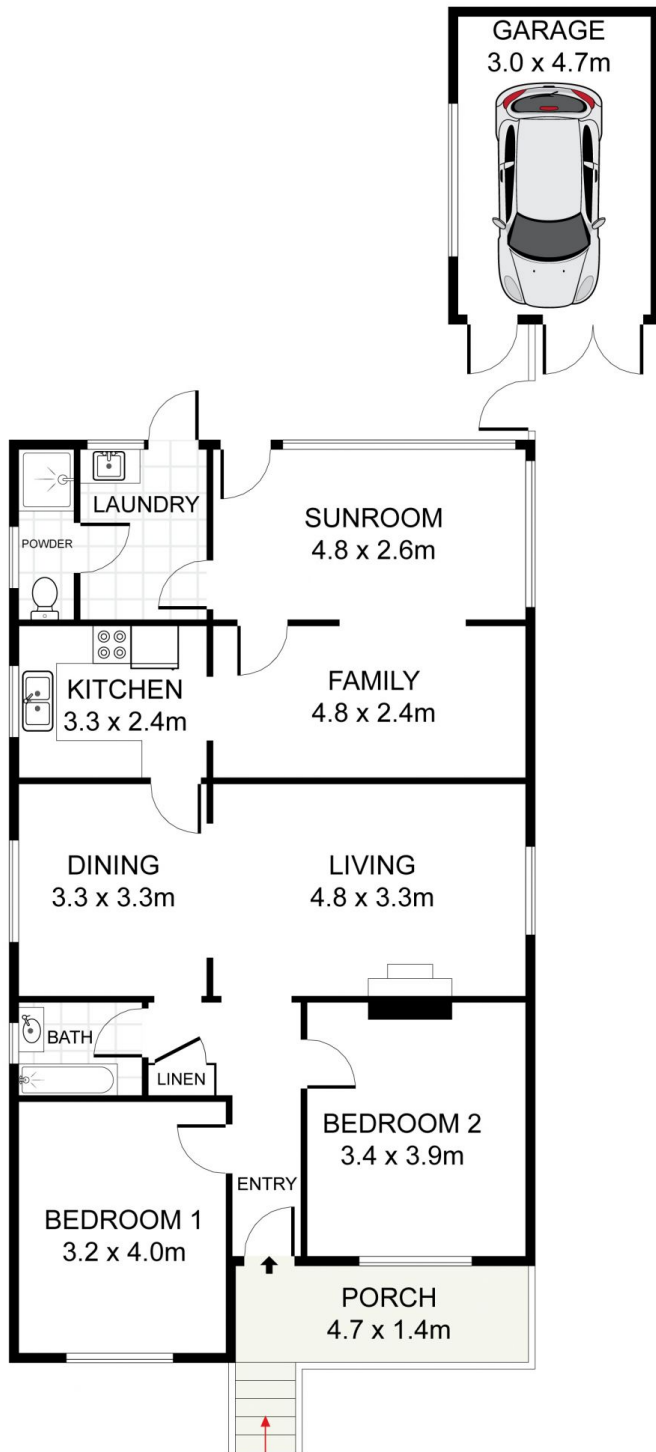 GARAGE
3.0 x 4.7m
LAUNDRY
POWDER
SUNROOM
4.8 x 2.6m
KITCHEN
3.3 x 2.4m
FAMILY
4.8 x 2.4m
DINING
3.3 x 3.3m
LIVING
4.8 x 3.3m
BATH
LINEN
BEDROOM 2
3.4 x 3.9m
ENTRY
BEDROOM 1
3.2 x 4.0m
PORCH
4.7 x 1.4m